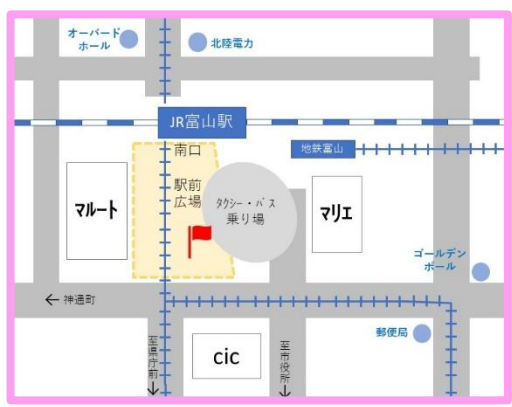 オーバード
ホール
北陸電力
JR富山駅
南口
地鉄富山
駅前
広場
タクシー・バス
乗り場
マルート
マリエ
ゴールデン
ボール
← 神通町
郵便局
cic
至県庁前
至市役所